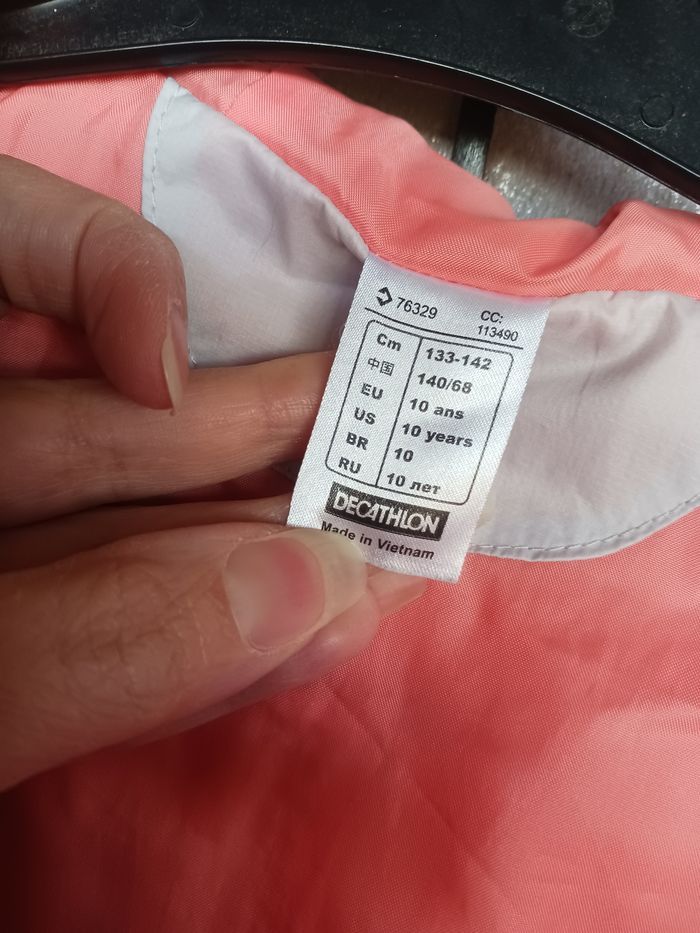 76329 CC:
113490
Cm 133-142
中国 140/68
EU 10 ans
US 10 years
BR 10
RU 10 лет
DECATHLON
Made in Vietnam